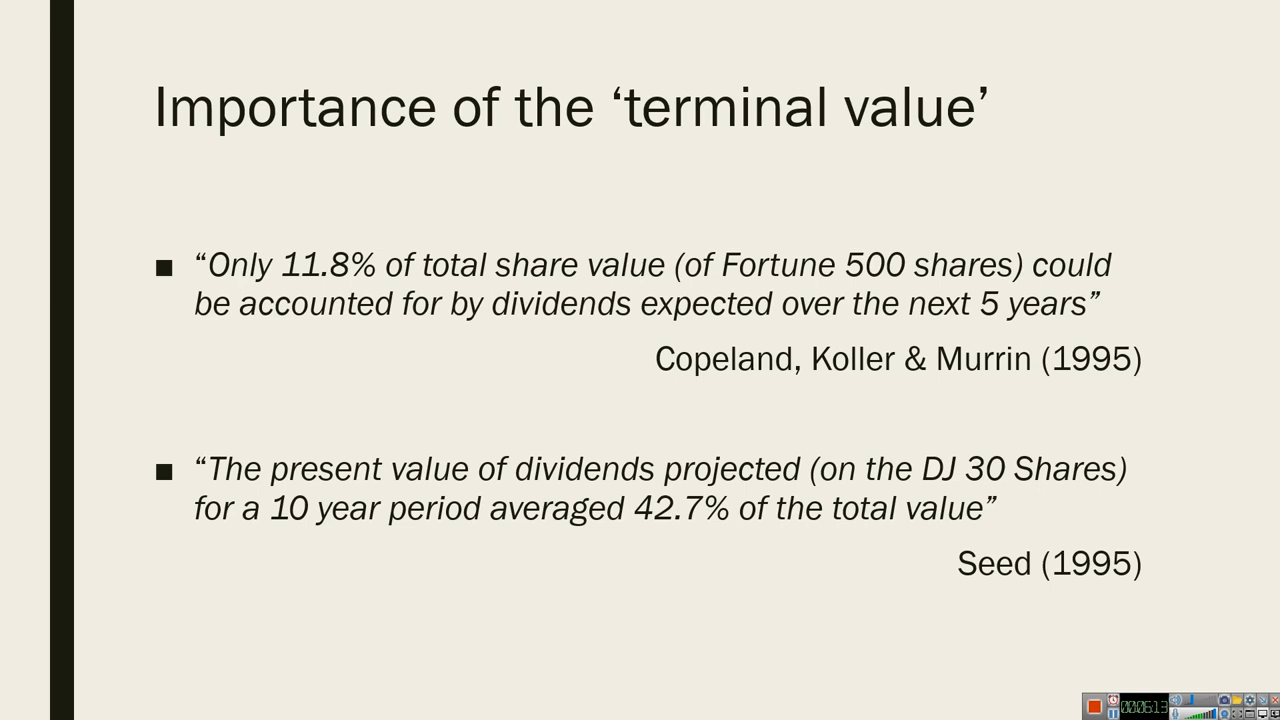 Importance of the ‘terminal value’
■ “Only 11.8% of total share value (of Fortune 500 shares) could
be accounted for by dividends expected over the next 5 years”
Copeland, Koller & Murrin (1995)
■ “The present value of dividends projected (on the DJ 30 Shares)
for a 10 year period averaged 42.7% of the total value”
Seed (1995)
000613